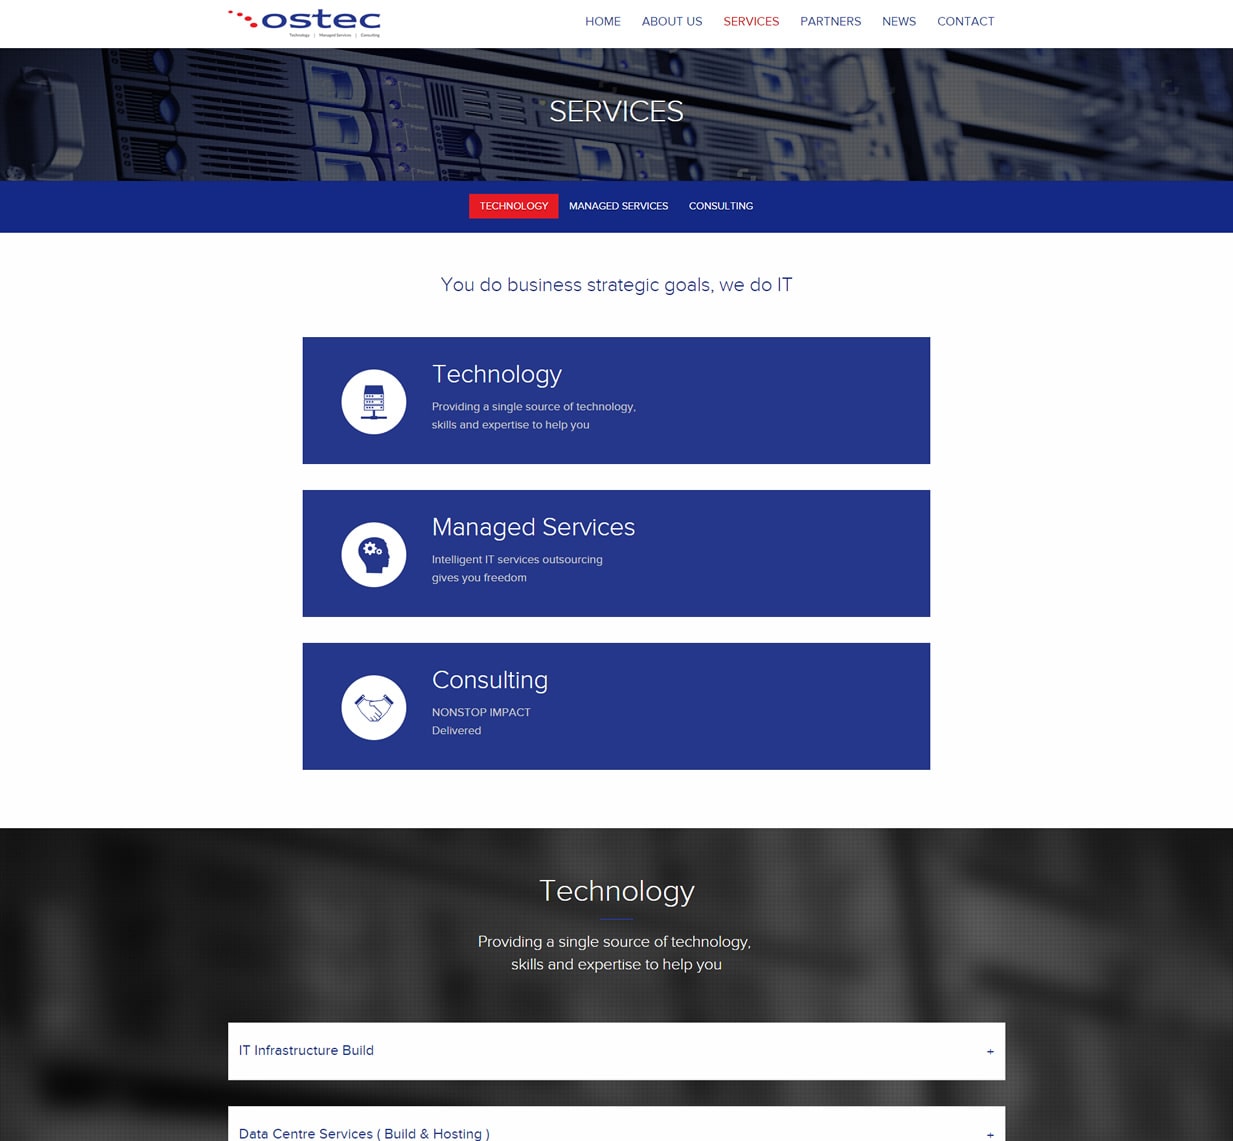 ostec
Technology | Managed Services | Consulting
HOME ABOUT US SERVICES PARTNERS NEWS CONTACT
SERVICES
TECHNOLOGY MANAGED SERVICES CONSULTING
You do business strategic goals, we do IT
Technology
Providing a single source of technology,
skills and expertise to help you
Managed Services
Intelligent IT services outsourcing
gives you freedom
Consulting
NONSTOP IMPACT
Delivered
Technology
Providing a single source of technology,
skills and expertise to help you
IT Infrastructure Build +
Data Centre Services ( Build & Hosting ) +